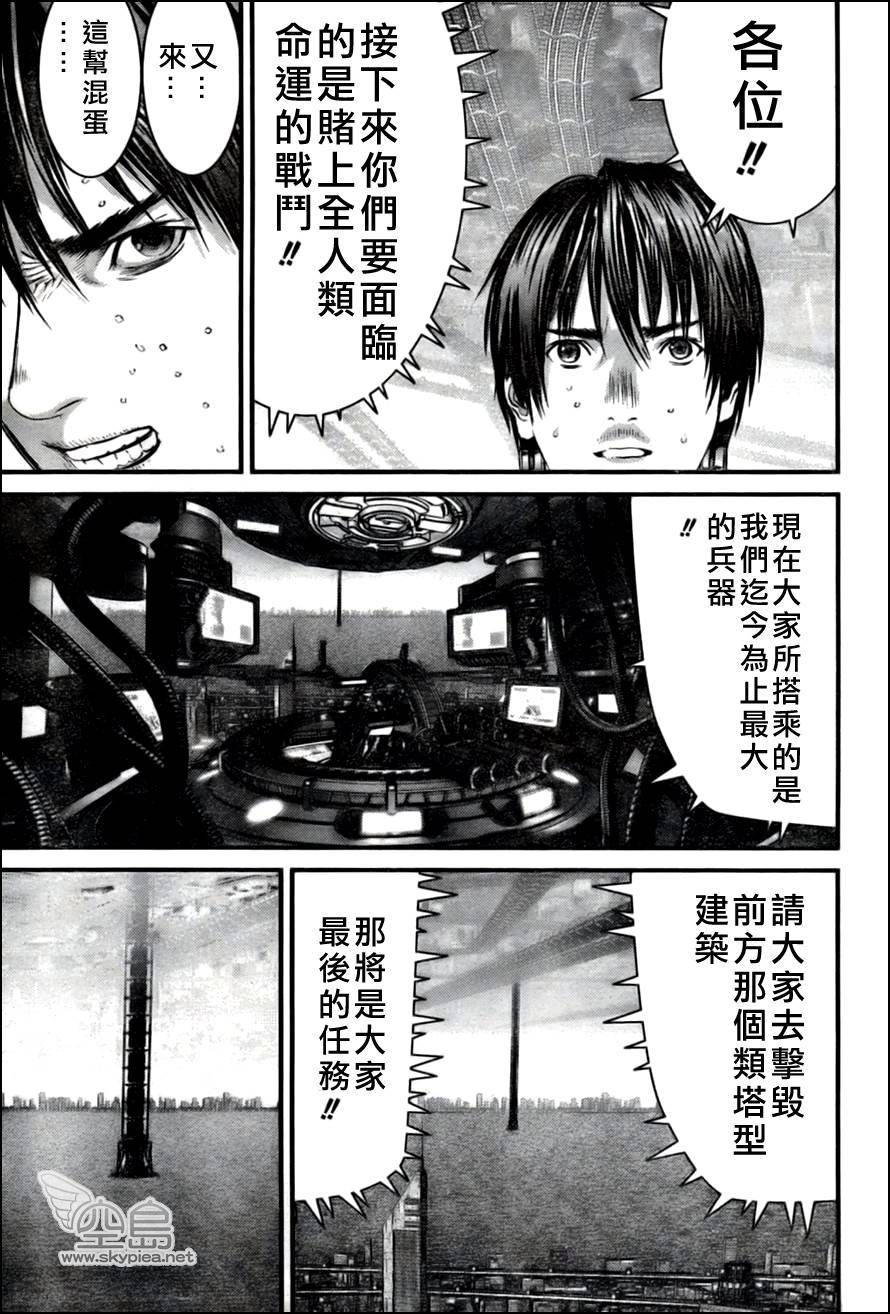 各位!!
接下來你們要面臨
的是賭上全人類
命運的戰鬥!!
又…
來…
這幫混蛋
……
現在大家所搭乘的是
我們迄今為止最大
的兵器
!!
請大家去擊毀
前方那個類塔型
建築
那將是大家
最後的任務!!
空島
www.skypiea.net